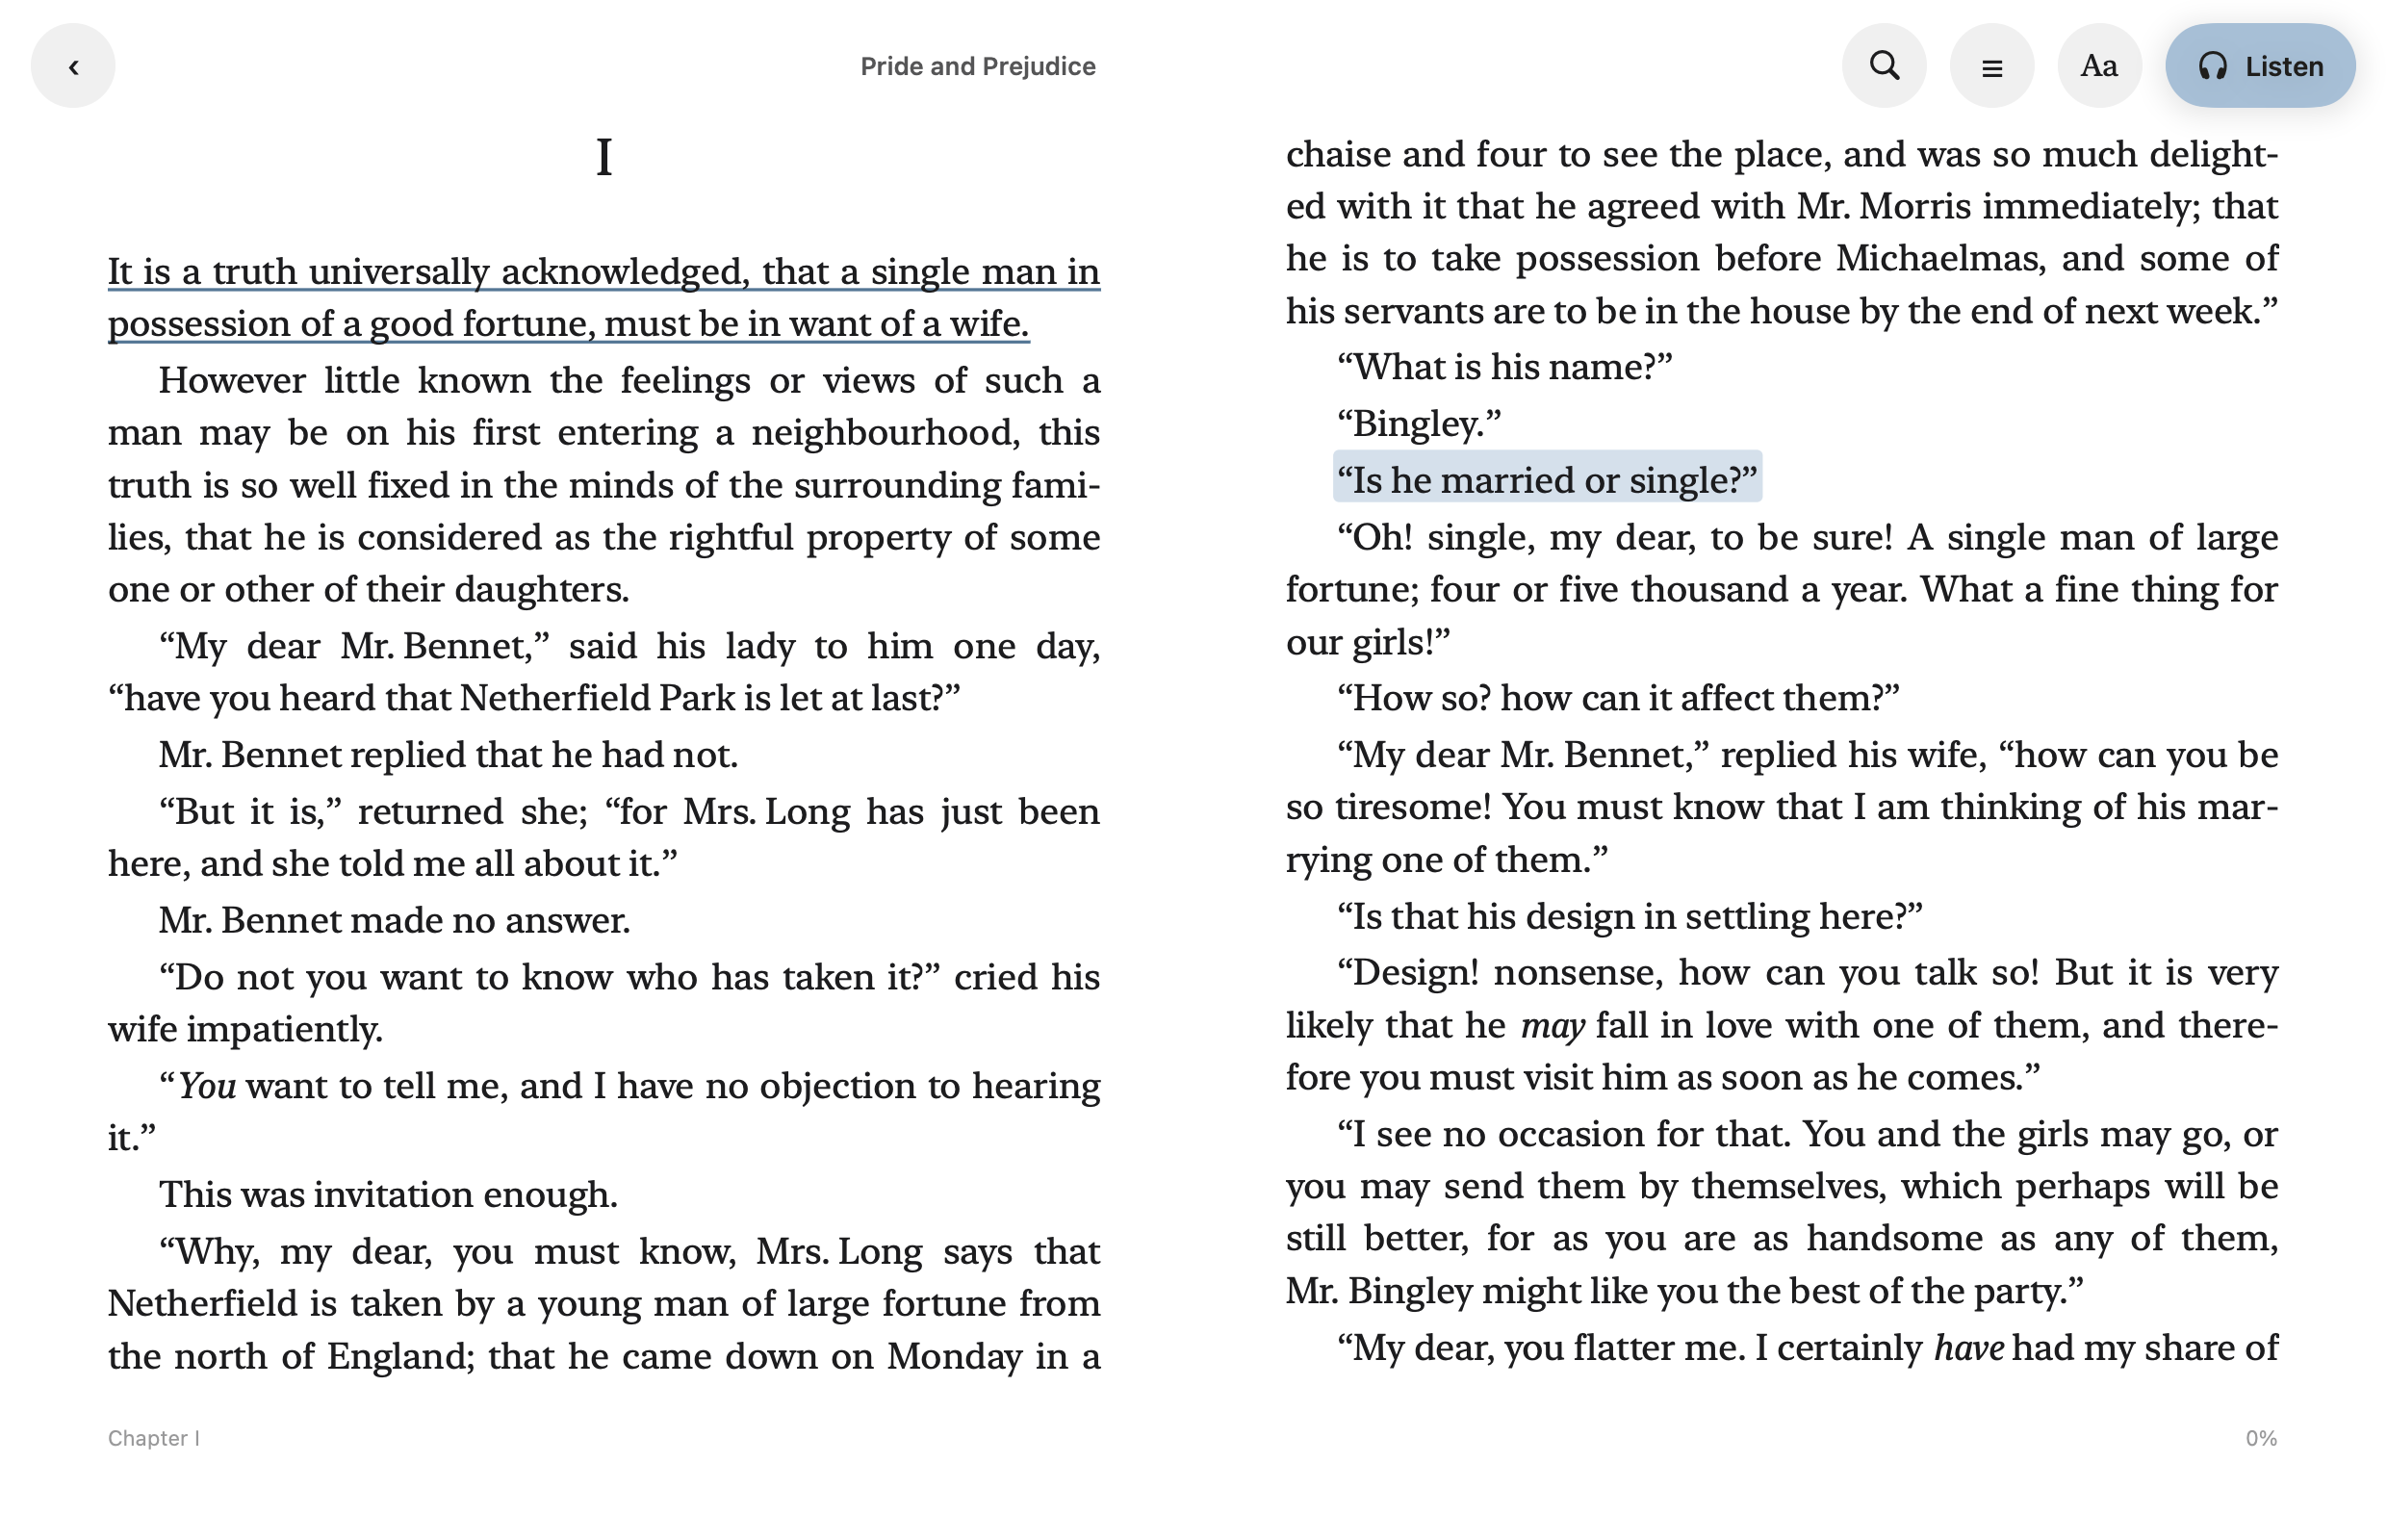 ‹
Pride and Prejudice
Aa
Listen
I
It is a truth universally acknowledged, that a single man in
possession of a good fortune, must be in want of a wife.
However little known the feelings or views of such a
man may be on his first entering a neighbourhood, this
truth is so well fixed in the minds of the surrounding fami-
lies, that he is considered as the rightful property of some
one or other of their daughters.
“My dear Mr. Bennet,” said his lady to him one day,
“have you heard that Netherfield Park is let at last?”
Mr. Bennet replied that he had not.
“But it is,” returned she; “for Mrs. Long has just been
here, and she told me all about it.”
Mr. Bennet made no answer.
“Do not you want to know who has taken it?” cried his
wife impatiently.
“You want to tell me, and I have no objection to hearing
it.”
This was invitation enough.
“Why, my dear, you must know, Mrs. Long says that
Netherfield is taken by a young man of large fortune from
the north of England; that he came down on Monday in a
chaise and four to see the place, and was so much delight-
ed with it that he agreed with Mr. Morris immediately; that
he is to take possession before Michaelmas, and some of
his servants are to be in the house by the end of next week.”
“What is his name?”
“Bingley.”
“Is he married or single?”
“Oh! single, my dear, to be sure! A single man of large
fortune; four or five thousand a year. What a fine thing for
our girls!”
“How so? how can it affect them?”
“My dear Mr. Bennet,” replied his wife, “how can you be
so tiresome! You must know that I am thinking of his mar-
rying one of them.”
“Is that his design in settling here?”
“Design! nonsense, how can you talk so! But it is very
likely that he may fall in love with one of them, and there-
fore you must visit him as soon as he comes.”
“I see no occasion for that. You and the girls may go, or
you may send them by themselves, which perhaps will be
still better, for as you are as handsome as any of them,
Mr. Bingley might like you the best of the party.”
“My dear, you flatter me. I certainly have had my share of
Chapter I
0%